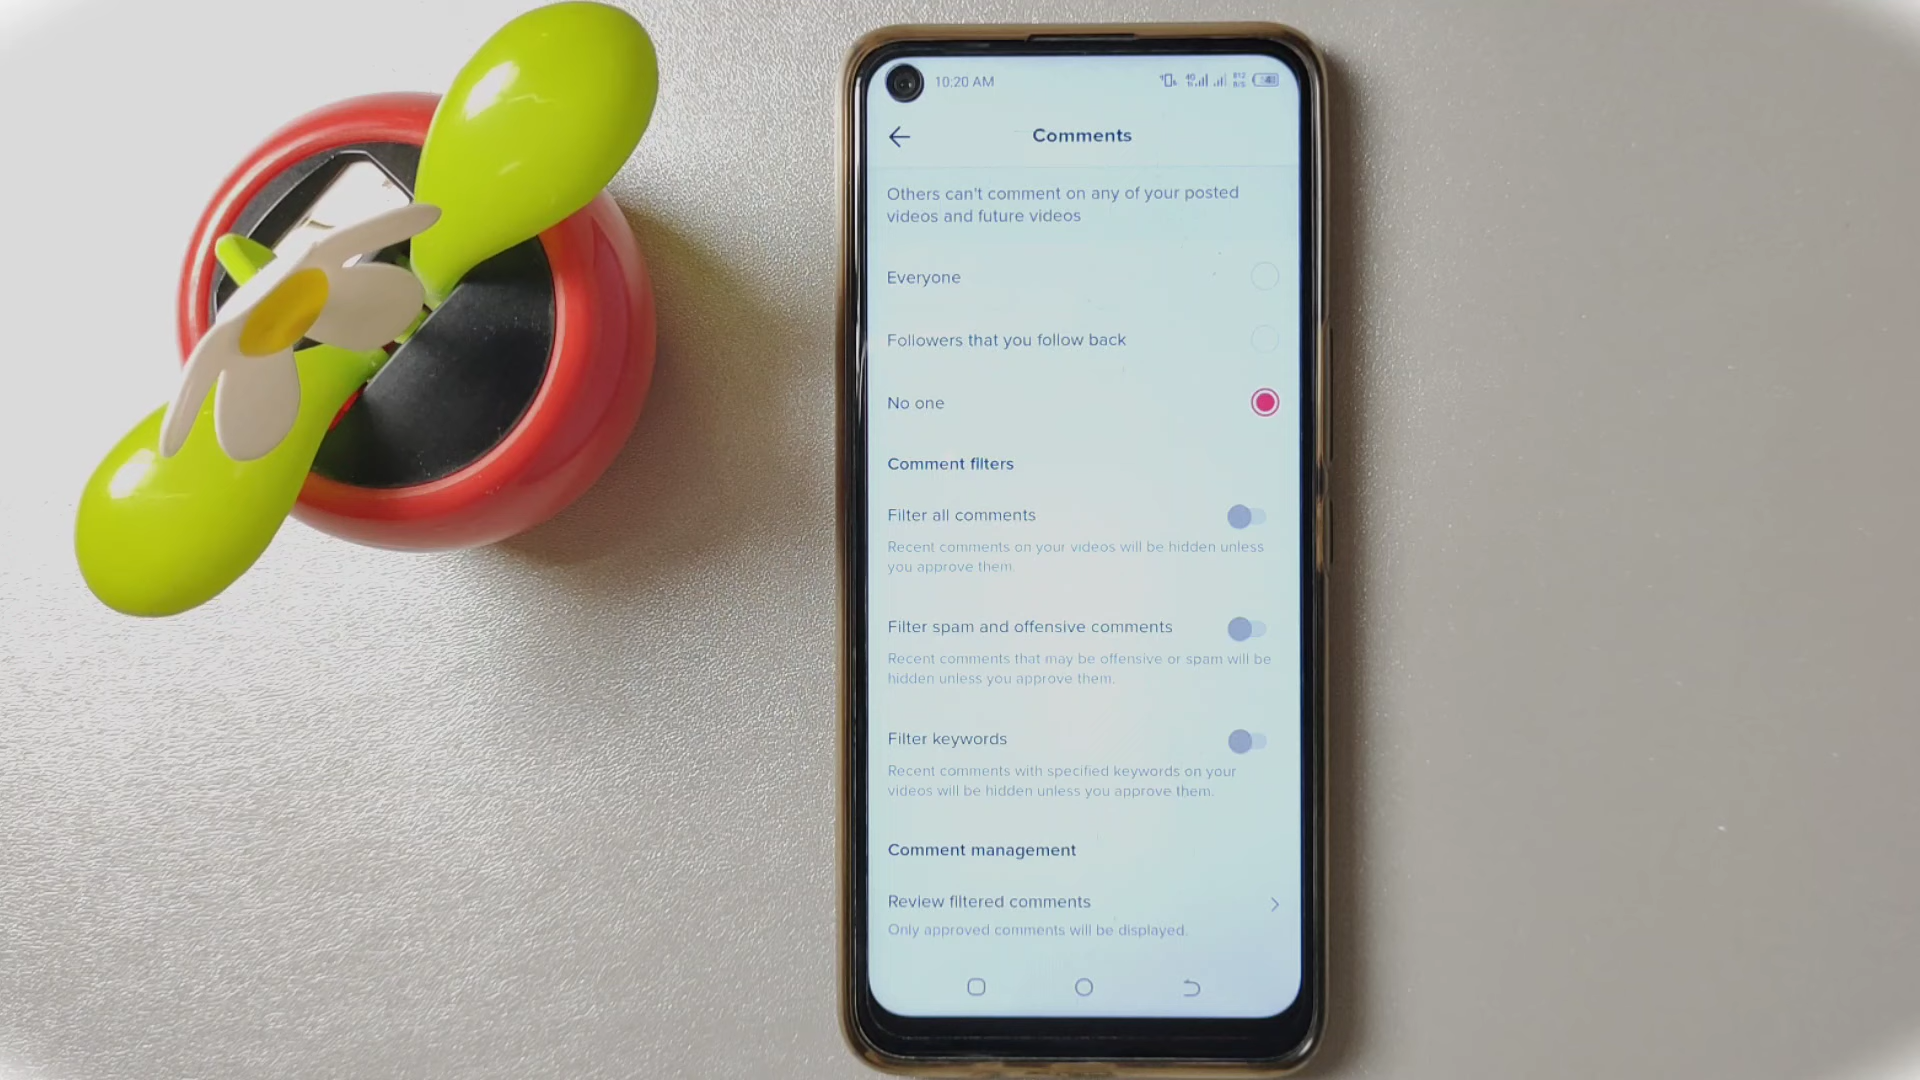 10:20 AM
Comments
Others can't comment on any of your posted
videos and future videos
Everyone
Followers that you follow back
No one
Comment filters
Filter all comments
Recent comments on your videos will be hidden unless
you approve them.
Filter spam and offensive comments
Recent comments that may be offensive or spam will be
hidden unless you approve them.
Filter keywords
Recent comments with specified keywords on your
videos will be hidden unless you approve them.
Comment management
Review filtered comments
Only approved comments will be displayed.